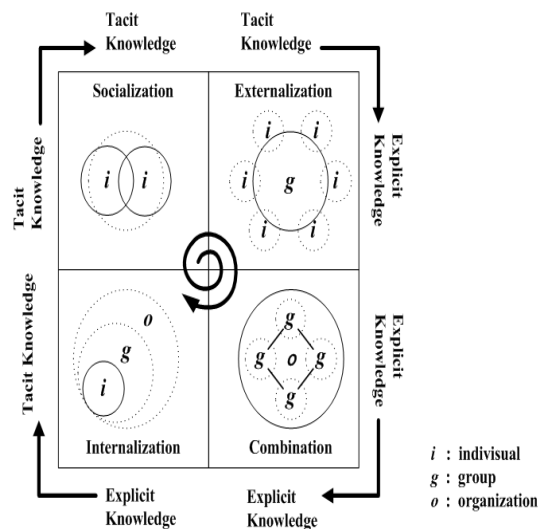 Tacit
Knowledge
Tacit
Knowledge
Socialization
Externalization
i
i
i
i
i
g
i
i
i
Tacit
Knowledge
Explicit
Knowledge
Tacit Knowledge
Explicit
Knowledge
o
g
i
g
g
o
g
g
Internalization
Combination
Explicit
Knowledge
Explicit
Knowledge
i : indivisual
g : group
o : organization